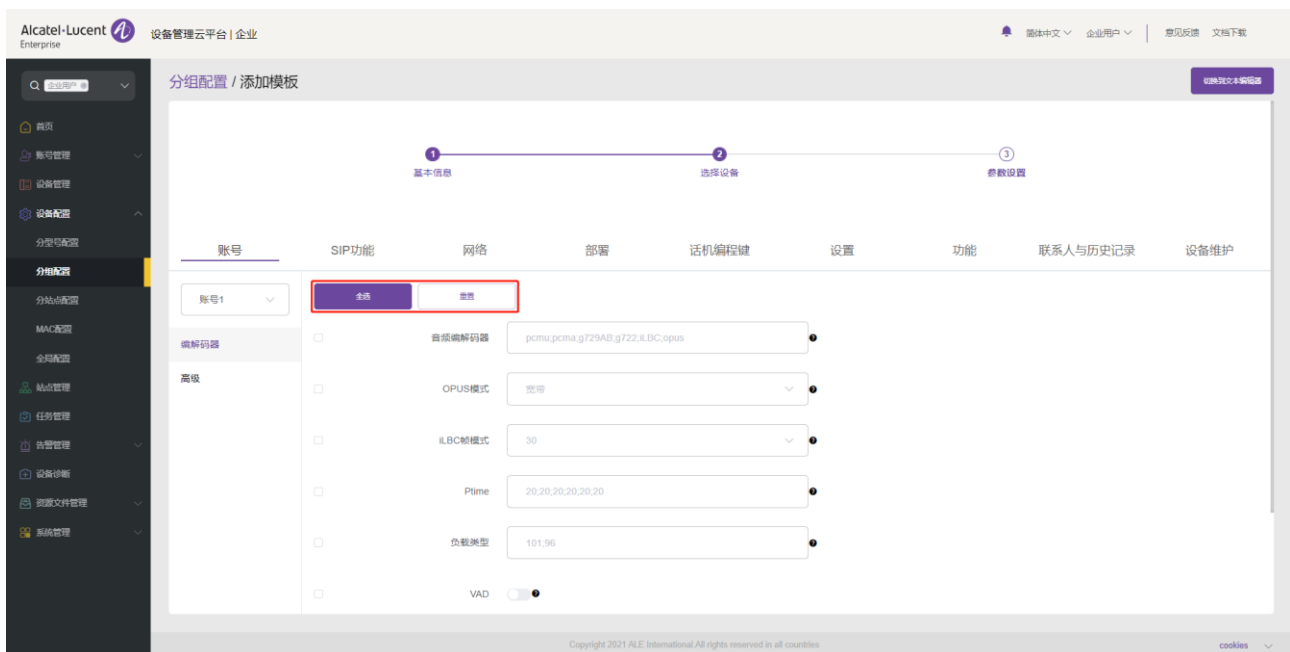 Alcatel·Lucent
Enterprise
设备管理云平台 | 企业
简体中文
企业用户
意见反馈
文档下载
企业用户
首页
账号管理
设备管理
设备配置
分型号配置
分组配置
分站点配置
MAC配置
全局配置
站点管理
任务管理
告警管理
设备诊断
资源文件管理
系统管理
分组配置 / 添加模板
切换到文本编辑器
1
2
3
基本信息
选择设备
参数设置
账号
SIP功能
网络
部署
话机编程键
设置
功能
联系人与历史记录
设备维护
账号1
编解码器
高级
全选
重置
音频编解码器
pcmu;pcma;g729AB;g722;iLBC;opus
OPUS模式
宽带
iLBC帧模式
30
Ptime
20;20;20;20;20;20
负载类型
101;96
VAD
Copyright 2021 ALE International.All rights reserved in all countries
cookies